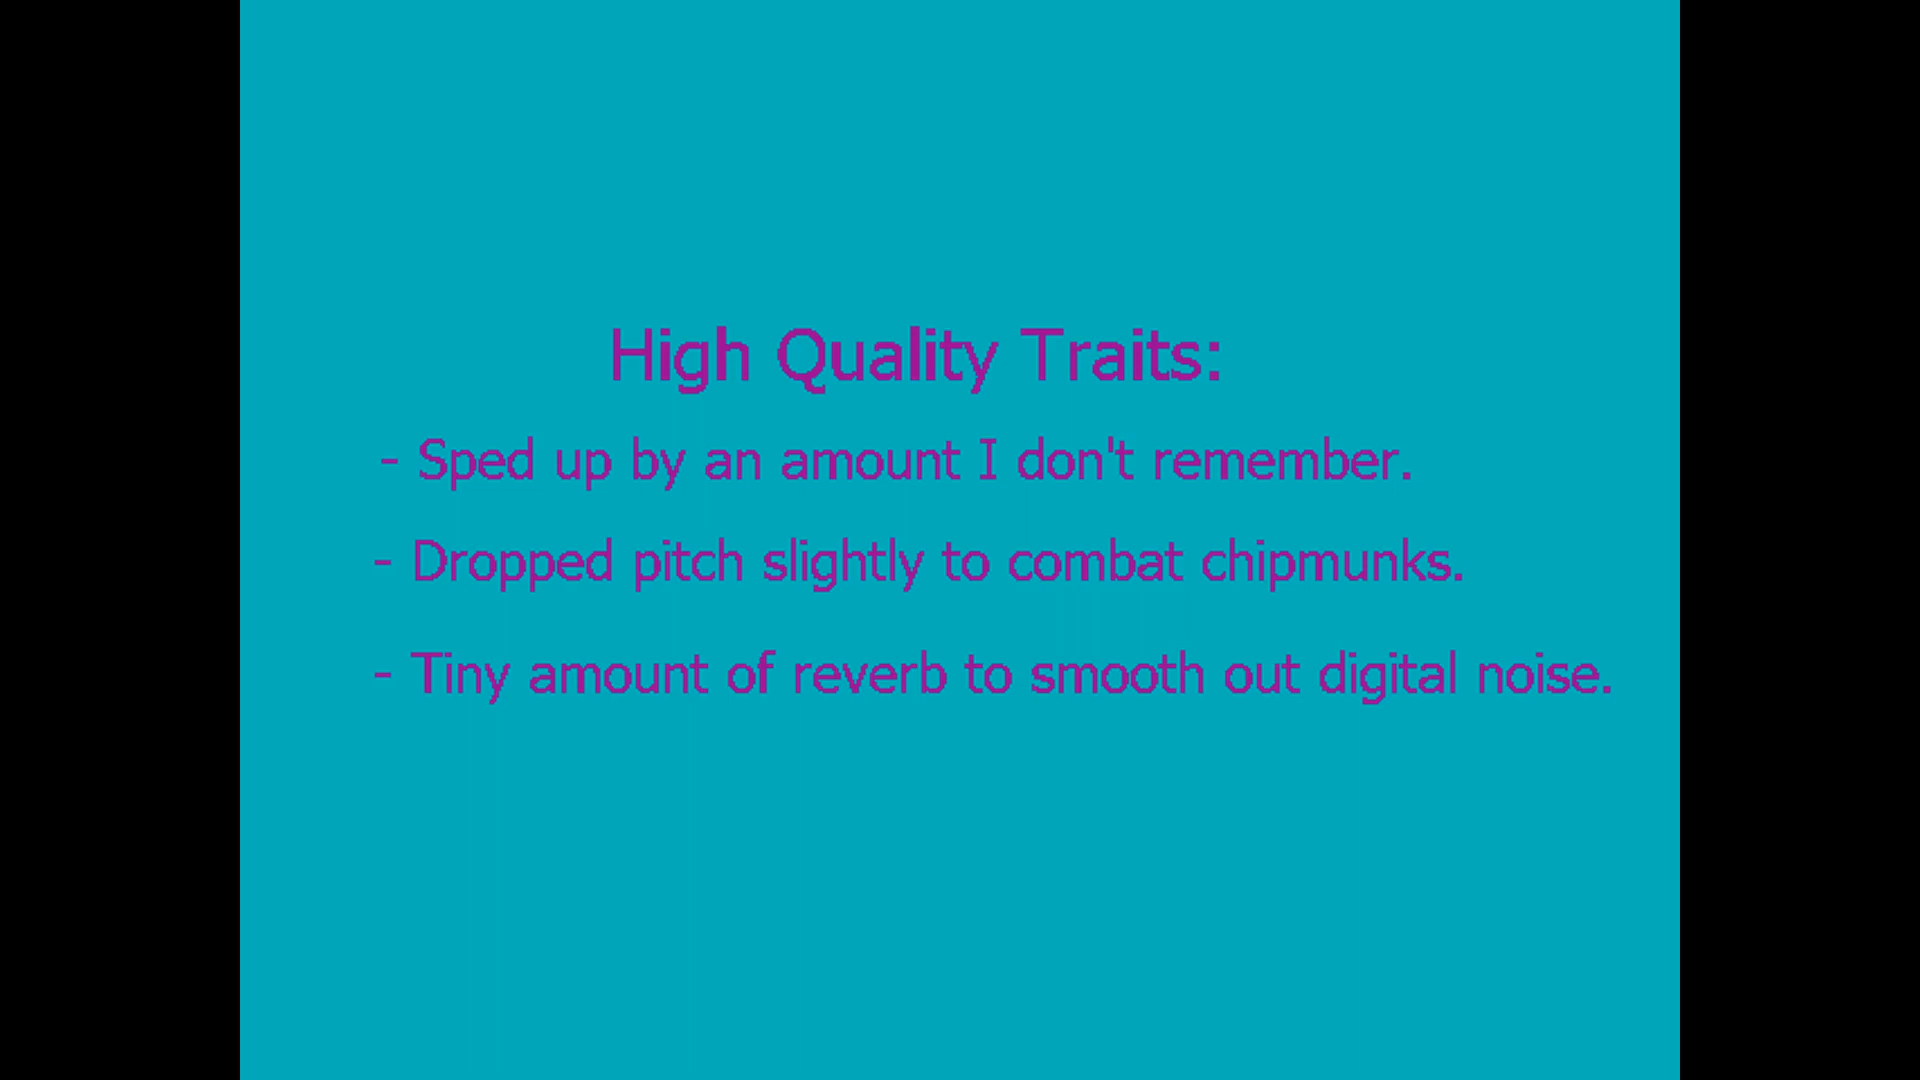 High Quality Traits:
- Sped up by an amount I don't remember.
- Dropped pitch slightly to combat chipmunks.
- Tiny amount of reverb to smooth out digital noise.